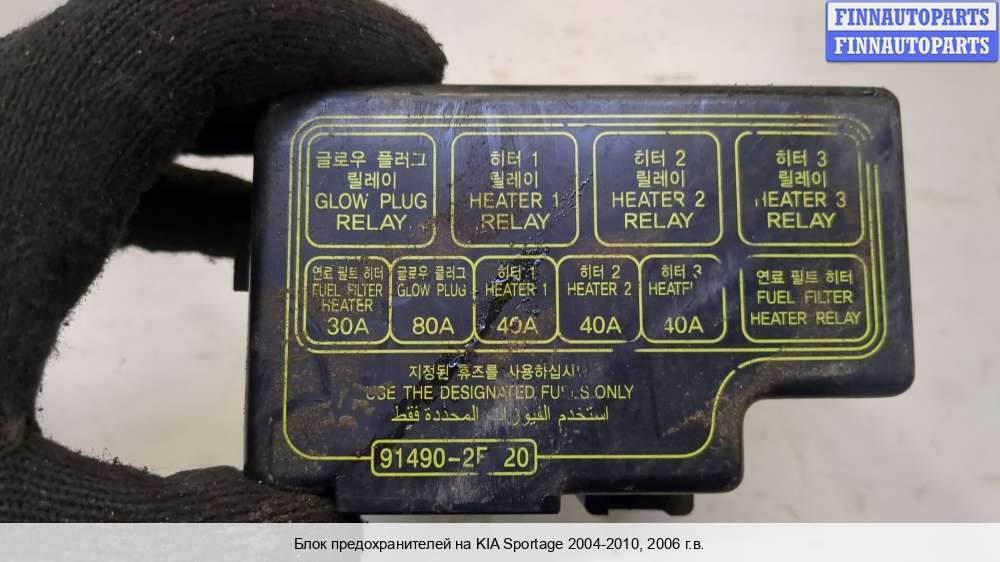 FINNAUTOPARTS
FINNAUTOPARTS
글로우 플러그
릴레이
GLOW PLUG
RELAY
히터 1
릴레이
HEATER 1
RELAY
히터 2
릴레이
HEATER 2
RELAY
히터 3
릴레이
HEATER 3
RELAY
연료 필트 히터
FUEL FILTER
HEATER
30A
글로우 플러그
GLOW PLUG
80A
히터 1
HEATER 1
40A
히터 2
HEATER 2
40A
히터 3
40A
연료 필트 히터
FUEL FILTER
HEATER RELAY
지정된 휴즈를 사용하십시
USE THE DESIGNATED FUSES ONLY
استخدم الفيوزات المحددة فقط
91490-2F 20
Блок предохранителей на KIA Sportage 2004-2010, 2006 г.в.